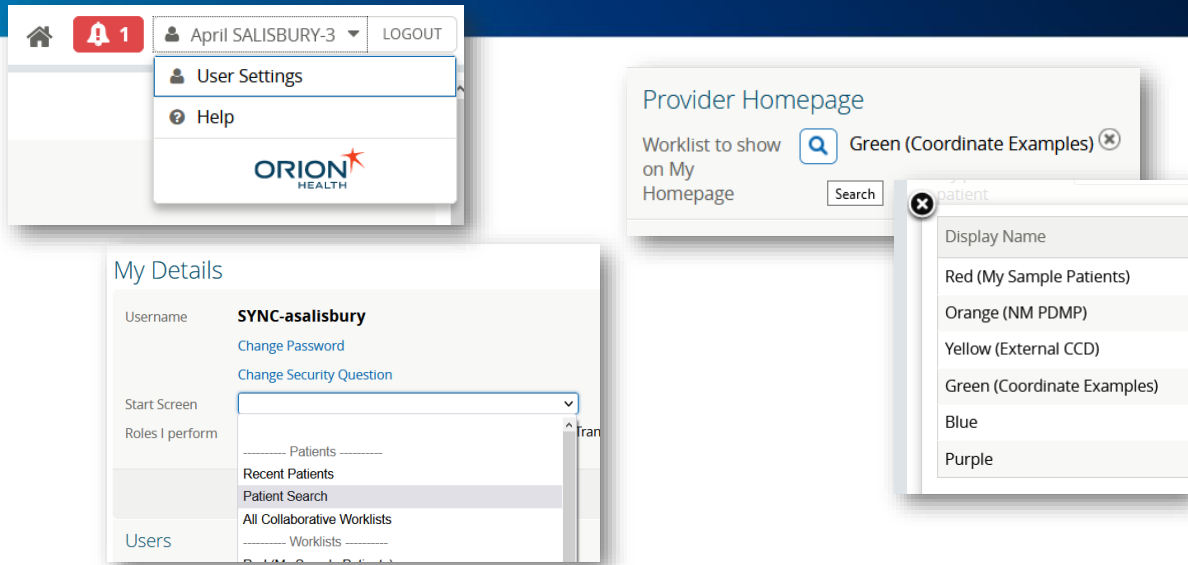 1 April SALISBURY-3 LOGOUT
User Settings
Help
ORION
HEALTH
My Details
Username SYNC-asalisbury
Change Password
Change Security Question
Start Screen
Roles I perform
---------- Patients ----------
Recent Patients
Patient Search
All Collaborative Worklists
---------- Worklists ----------
Users
Provider Homepage
Worklist to show Green (Coordinate Examples)
on My
Homepage Search
patient
Display Name
Red (My Sample Patients)
Orange (NM PDMP)
Yellow (External CCD)
Green (Coordinate Examples)
Blue
Purple